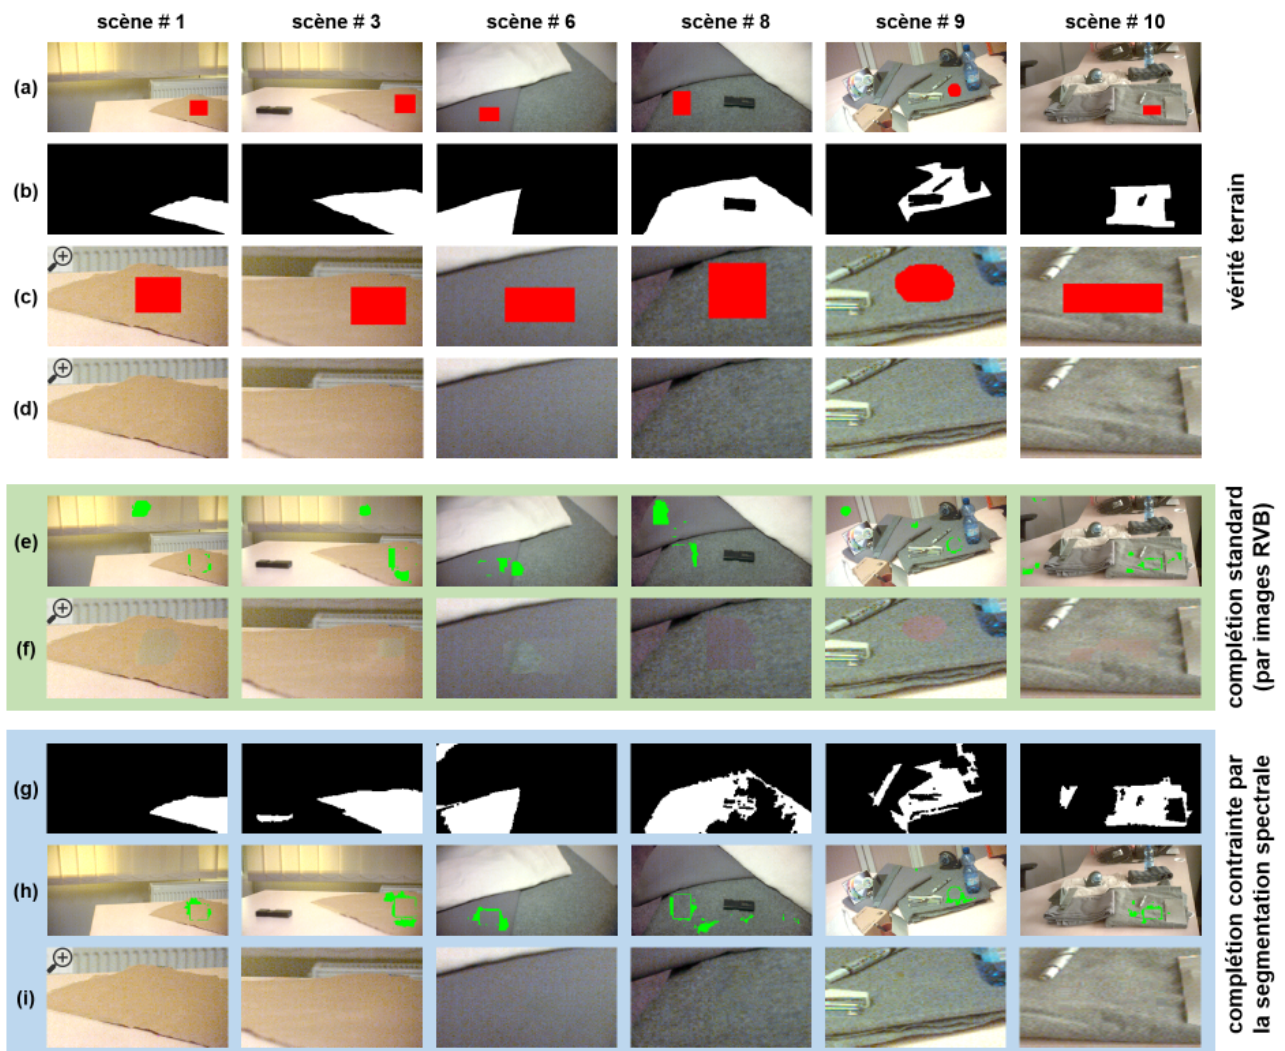 scène # 1
scène # 3
scène # 6
scène # 8
scène # 9
scène # 10
(a)
(b)
(c)
(d)
vérité terrain
(e)
(f)
complétion standard
(par images RVB)
(g)
(h)
(i)
complétion contrainte par
la segmentation spectrale